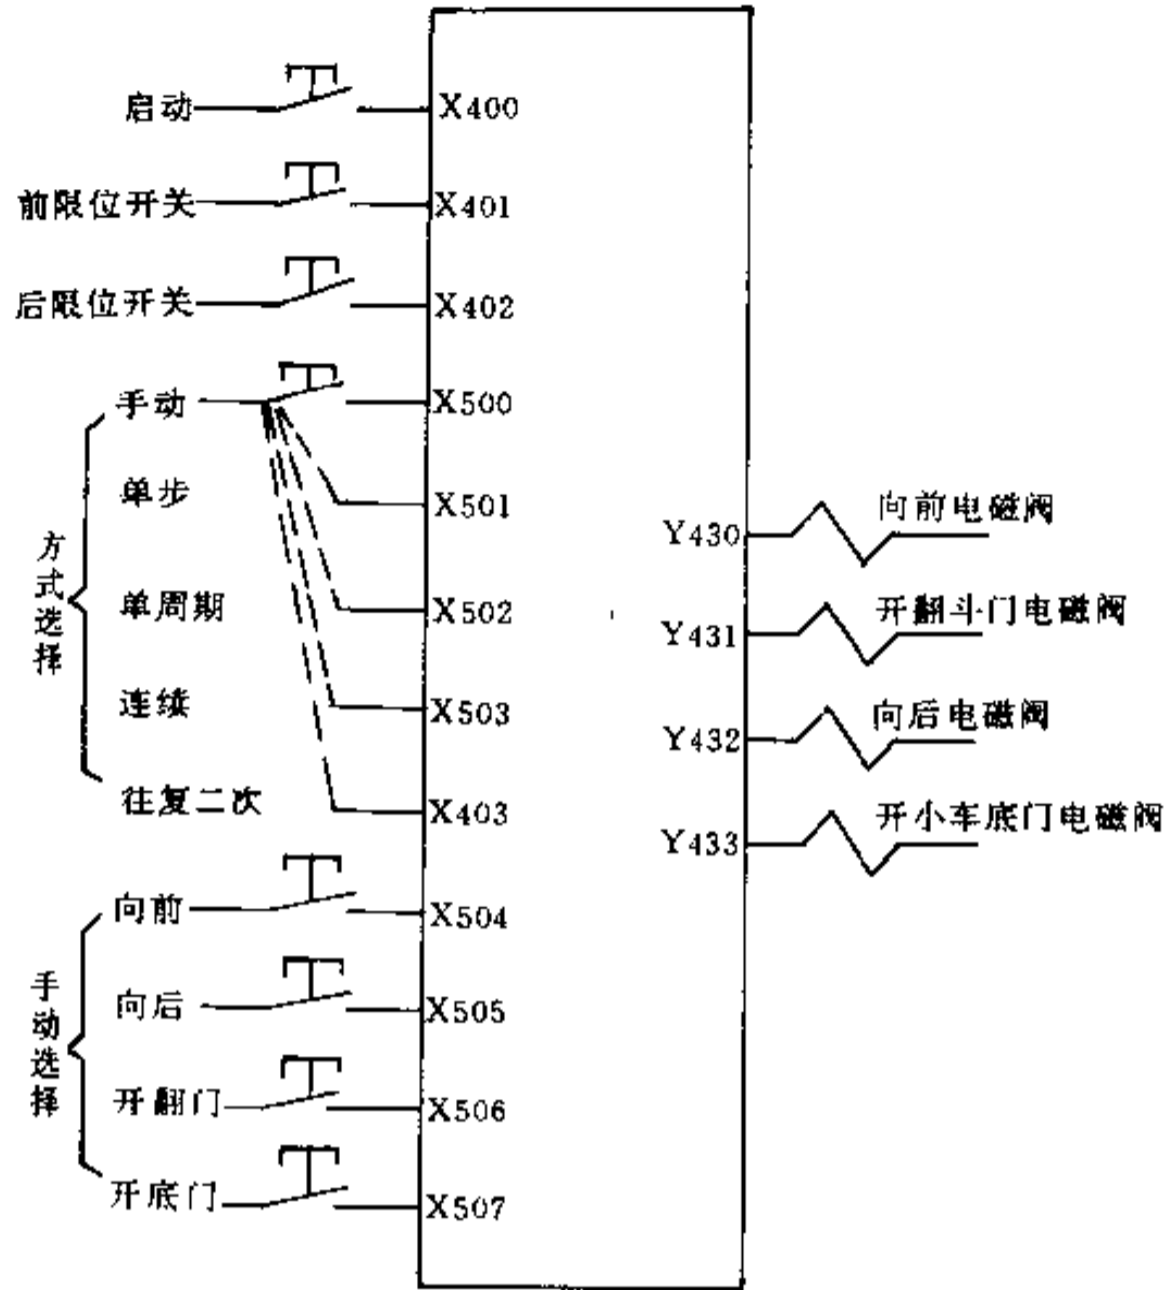 启动 X400
前限位开关 X401
后限位开关 X402
手动 X500
单步 X501
单周期 X502
连续 X503
往复二次 X403
方式选择
向前 X504
向后 X505
开翻门 X506
开底门 X507
手动选择
Y430 向前电磁阀
Y431 开翻斗门电磁阀
Y432 向后电磁阀
Y433 开小车底门电磁阀